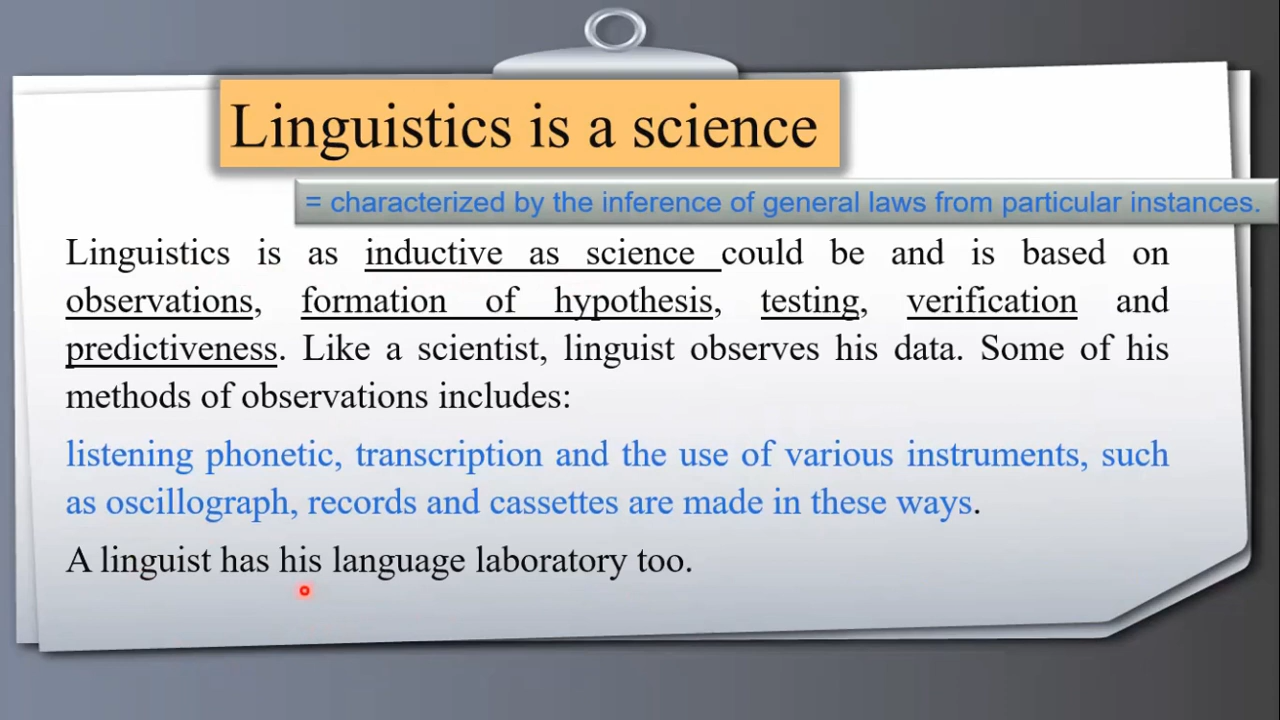 Linguistics is a science
= characterized by the inference of general laws from particular instances.
Linguistics is as inductive as science could be and is based on
observations, formation of hypothesis, testing, verification and
predictiveness. Like a scientist, linguist observes his data. Some of his
methods of observations includes:
listening phonetic, transcription and the use of various instruments, such
as oscillograph, records and cassettes are made in these ways.
A linguist has his language laboratory too.